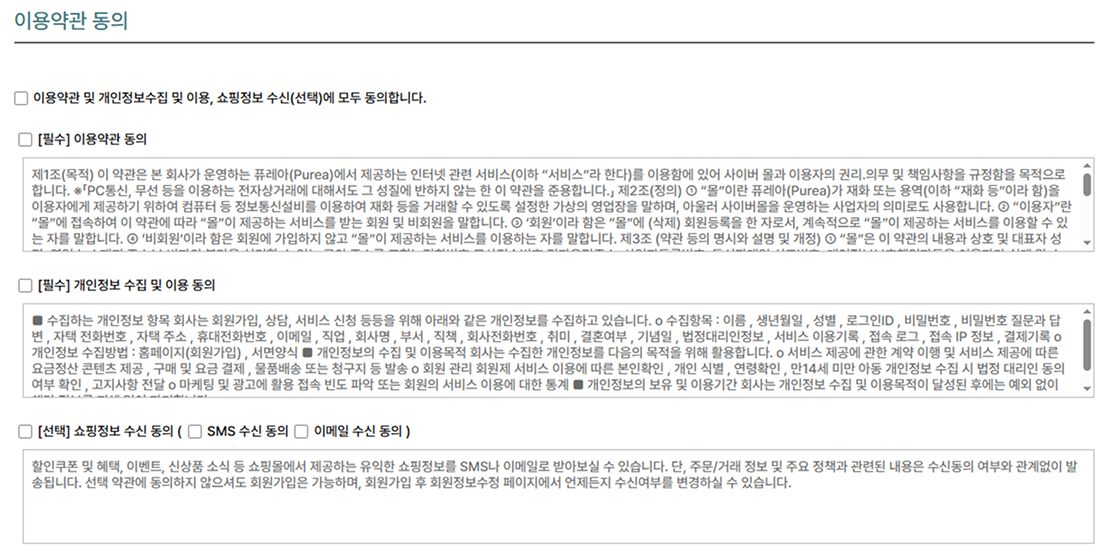 이용약관 동의
이용약관 및 개인정보수집 및 이용, 쇼핑정보 수신(선택)에 모두 동의합니다.
[필수] 이용약관 동의
제1조(목적) 이 약관은 본 회사가 운영하는 퓨레아(Purea)에서 제공하는 인터넷 관련 서비스(이하 “서비스”라 한다)를 이용함에 있어 사이버 몰과 이용자의 권리.의무 및 책임사항을 규정함을 목적으로
합니다. ※「PC통신, 무선 등을 이용하는 전자상거래에 대해서도 그 성질에 반하지 않는 한 이 약관을 준용합니다.」 제2조(정의) ① “몰”이란 퓨레아(Purea)가 재화 또는 용역(이하 “재화 등”이라 함)을
이용자에게 제공하기 위하여 컴퓨터 등 정보통신설비를 이용하여 재화 등을 거래할 수 있도록 설정한 가상의 영업장을 말하며, 아울러 사이버몰을 운영하는 사업자의 의미로도 사용합니다. ② “이용자”란
“몰”에 접속하여 이 약관에 따라 “몰”이 제공하는 서비스를 받는 회원 및 비회원을 말합니다. ③ ‘회원’이라 함은 “몰”에 (삭제) 회원등록을 한 자로서, 계속적으로 “몰”이 제공하는 서비스를 이용할 수 있
는 자를 말합니다. ④ ‘비회원’이라 함은 회원에 가입하지 않고 “몰”이 제공하는 서비스를 이용하는 자를 말합니다. 제3조 (약관 등의 명시와 설명 및 개정) ① “몰”은 이 약관의 내용과 상호 및 대표자 성
[필수] 개인정보 수집 및 이용 동의
■ 수집하는 개인정보 항목 회사는 회원가입, 상담, 서비스 신청 등등을 위해 아래와 같은 개인정보를 수집하고 있습니다. ο 수집항목 : 이름 , 생년월일 , 성별 , 로그인ID , 비밀번호 , 비밀번호 질문과 답
변 , 자택 전화번호 , 자택 주소 , 휴대전화번호 , 이메일 , 직업 , 회사명 , 부서 , 직책 , 회사전화번호 , 취미 , 결혼여부 , 기념일 , 법정대리인정보 , 서비스 이용기록 , 접속 로그 , 접속 IP 정보 , 결제기록 ο
개인정보 수집방법 : 홈페이지(회원가입) , 서면양식 ■ 개인정보의 수집 및 이용목적 회사는 수집한 개인정보를 다음의 목적을 위해 활용합니다. ο 서비스 제공에 관한 계약 이행 및 서비스 제공에 따른
요금정산 콘텐츠 제공 , 구매 및 요금 결제 , 물품배송 또는 청구지 등 발송 ο 회원 관리 회원제 서비스 이용에 따른 본인확인 , 개인 식별 , 연령확인 , 만14세 미만 아동 개인정보 수집 시 법정 대리인 동의
여부 확인 , 고지사항 전달 ο 마케팅 및 광고에 활용 접속 빈도 파악 또는 회원의 서비스 이용에 대한 통계 ■ 개인정보의 보유 및 이용기간 회사는 개인정보 수집 및 이용목적이 달성된 후에는 예외 없이
[선택] 쇼핑정보 수신 동의 ( SMS 수신 동의 이메일 수신 동의 )
할인쿠폰 및 혜택, 이벤트, 신상품 소식 등 쇼핑몰에서 제공하는 유익한 쇼핑정보를 SMS나 이메일로 받아보실 수 있습니다. 단, 주문/거래 정보 및 주요 정책과 관련된 내용은 수신동의 여부와 관계없이 발
송됩니다. 선택 약관에 동의하지 않으셔도 회원가입은 가능하며, 회원가입 후 회원정보수정 페이지에서 언제든지 수신여부를 변경하실 수 있습니다.